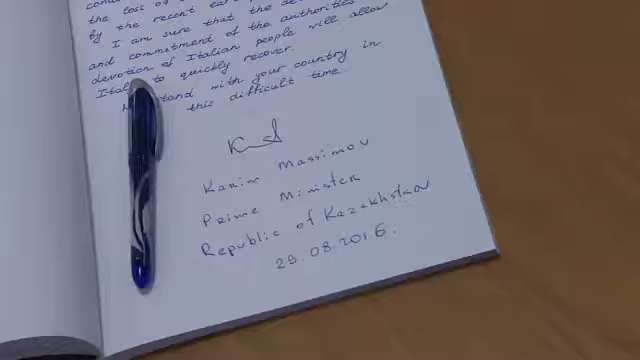 the loss of
by the recent
I am sure that the
and commitment of the authorities
devotion of Italian people will allow
to quickly recover.
stand with your country in
this difficult time
Karim Massimov
Prime Minister
Republic of Kazakhstan
29.08.2016.